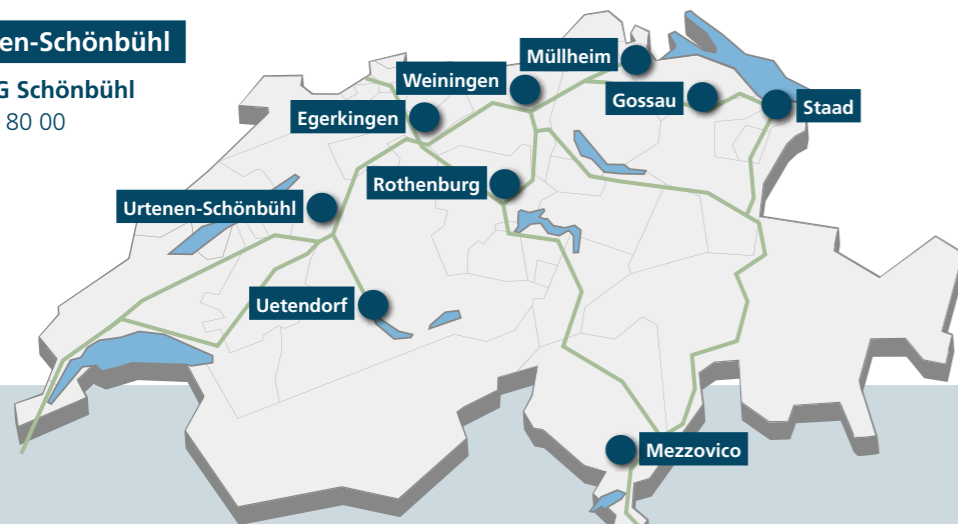 en-Schönbühl
G Schönbühl
80 00
Müllheim
Weiningen
Gossau
Staad
Egerkingen
Rothenburg
Urtenen-Schönbühl
Uetendorf
Mezzovico